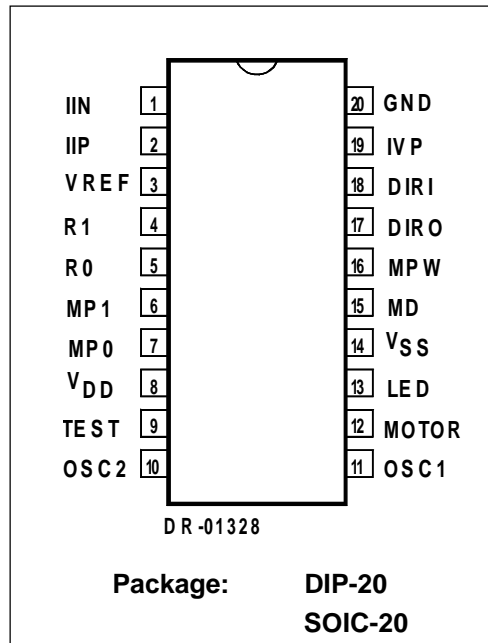 IIN 1 20 GND
IIP 2 19 IVP
VREF 3 18 DIRI
R1 4 17 DIRO
R0 5 16 MPW
MP1 6 15 MD
MP0 7 14 VSS
VDD 8 13 LED
TEST 9 12 MOTOR
OSC2 10 11 OSC1
DR-01328
Package: DIP-20
SOIC-20